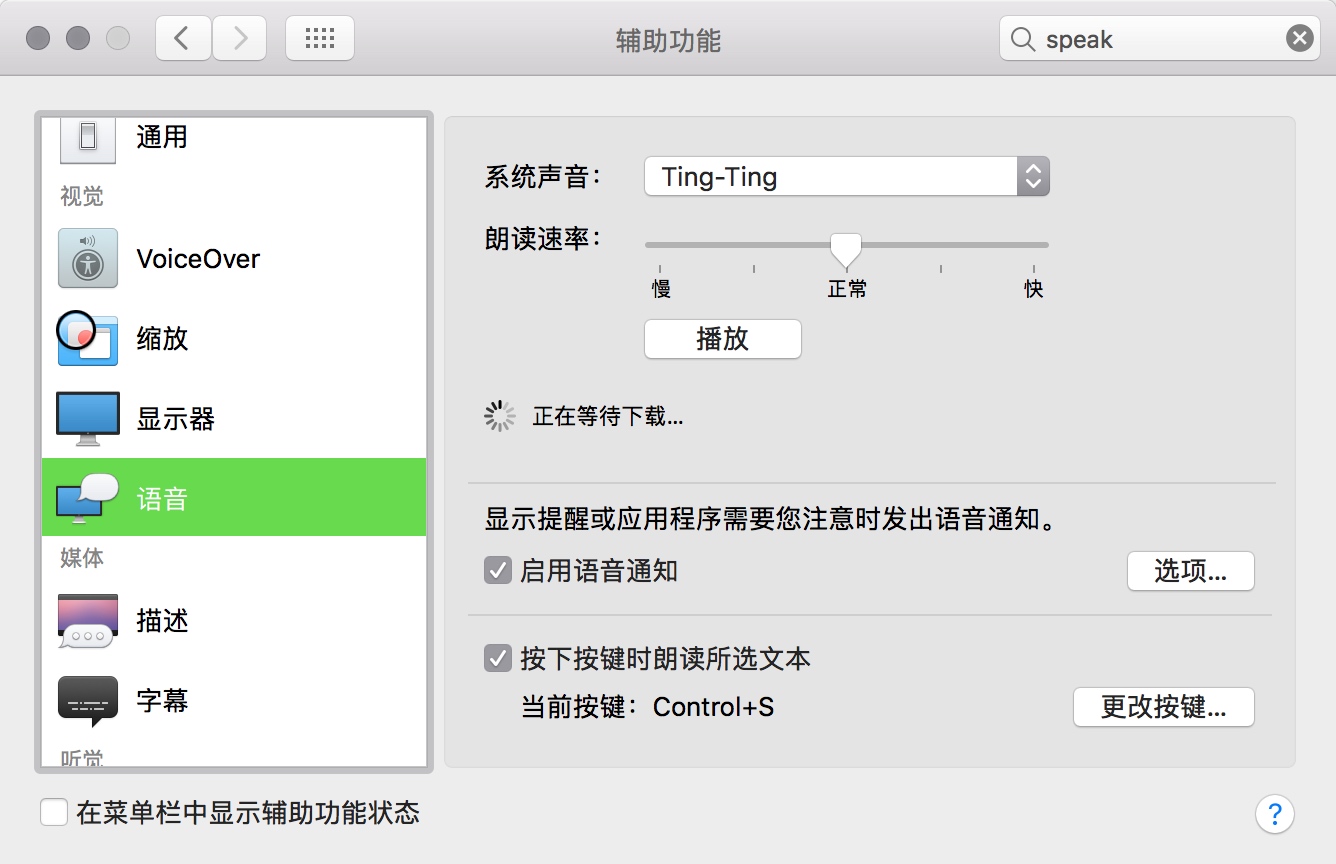 辅助功能
speak
通用
视觉
VoiceOver
缩放
显示器
语音
媒体
描述
字幕
听觉
系统声音：
Ting-Ting
朗读速率：
慢 正常 快
播放
正在等待下载...
显示提醒或应用程序需要您注意时发出语音通知。
启用语音通知
选项...
按下按键时朗读所选文本
当前按键：Control+S
更改按键...
在菜单栏中显示辅助功能状态
?